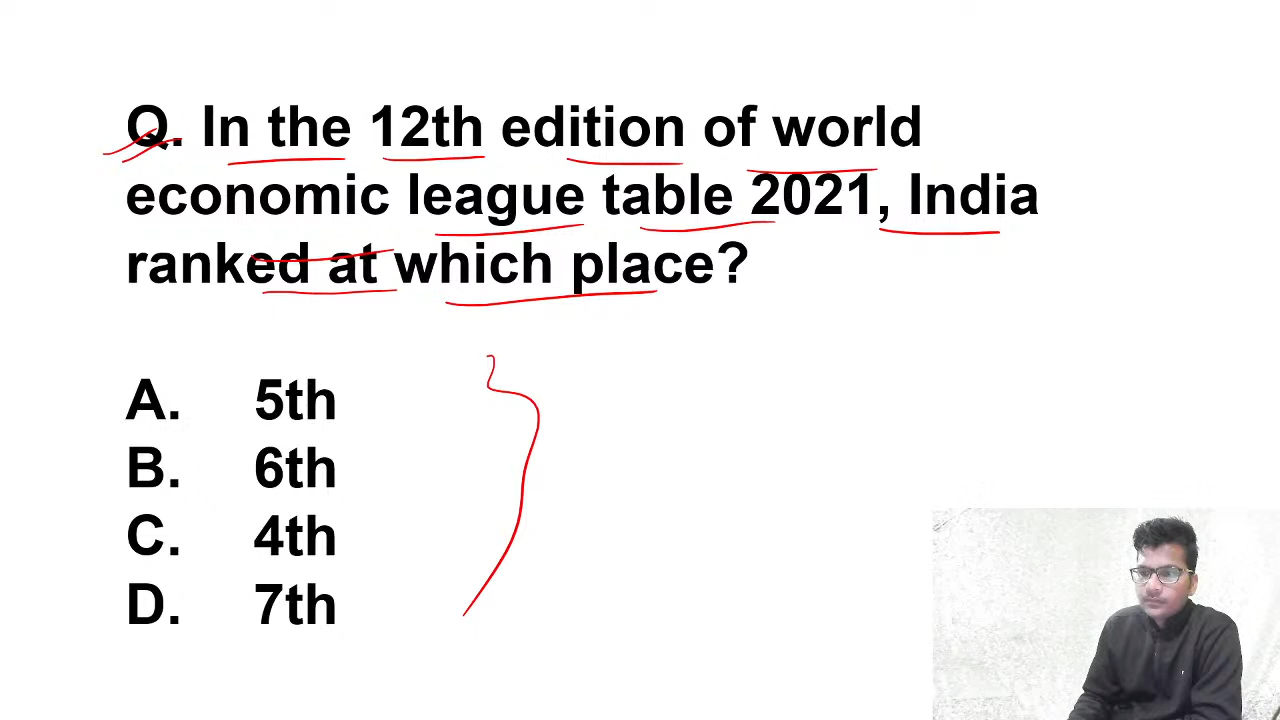 Q. In the 12th edition of world
economic league table 2021, India
ranked at which place?
A. 5th
B. 6th
C. 4th
D. 7th